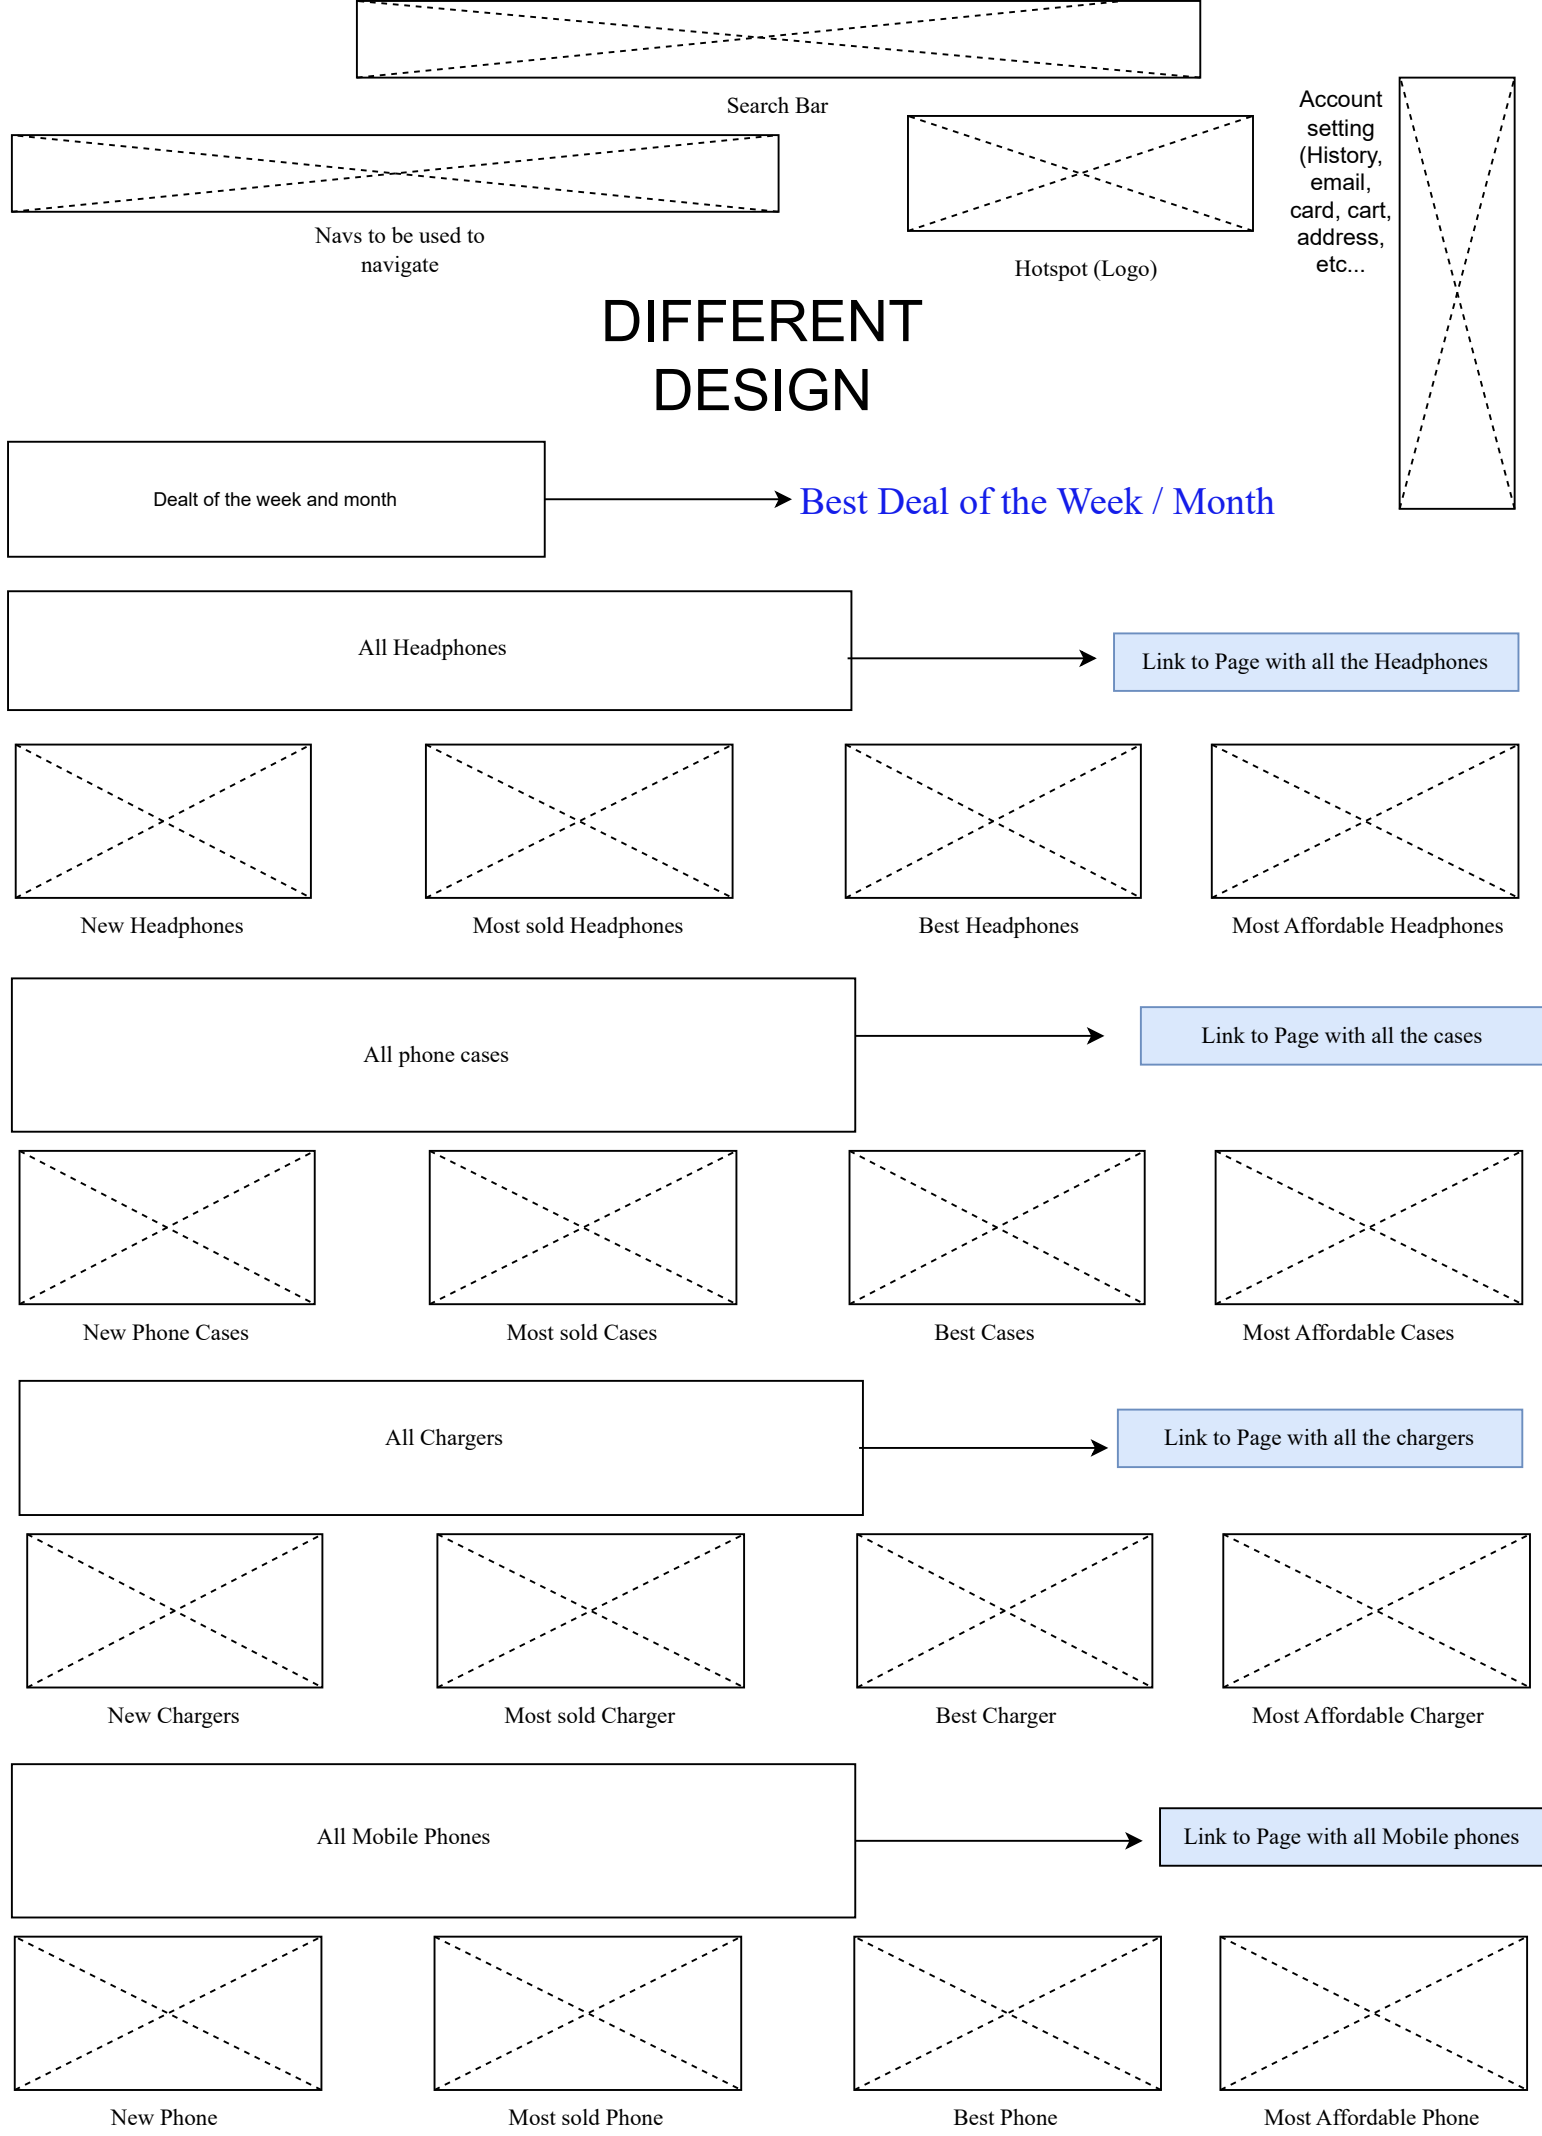 Search Bar
Account
setting
(History,
email,
card, cart,
address,
etc...
Navs to be used to
navigate
Hotspot (Logo)
DIFFERENT
DESIGN
Dealt of the week and month
Best Deal of the Week / Month
All Headphones
Link to Page with all the Headphones
New Headphones
Most sold Headphones
Best Headphones
Most Affordable Headphones
All phone cases
Link to Page with all the cases
New Phone Cases
Most sold Cases
Best Cases
Most Affordable Cases
All Chargers
Link to Page with all the chargers
New Chargers
Most sold Charger
Best Charger
Most Affordable Charger
All Mobile Phones
Link to Page with all Mobile phones
New Phone
Most sold Phone
Best Phone
Most Affordable Phone